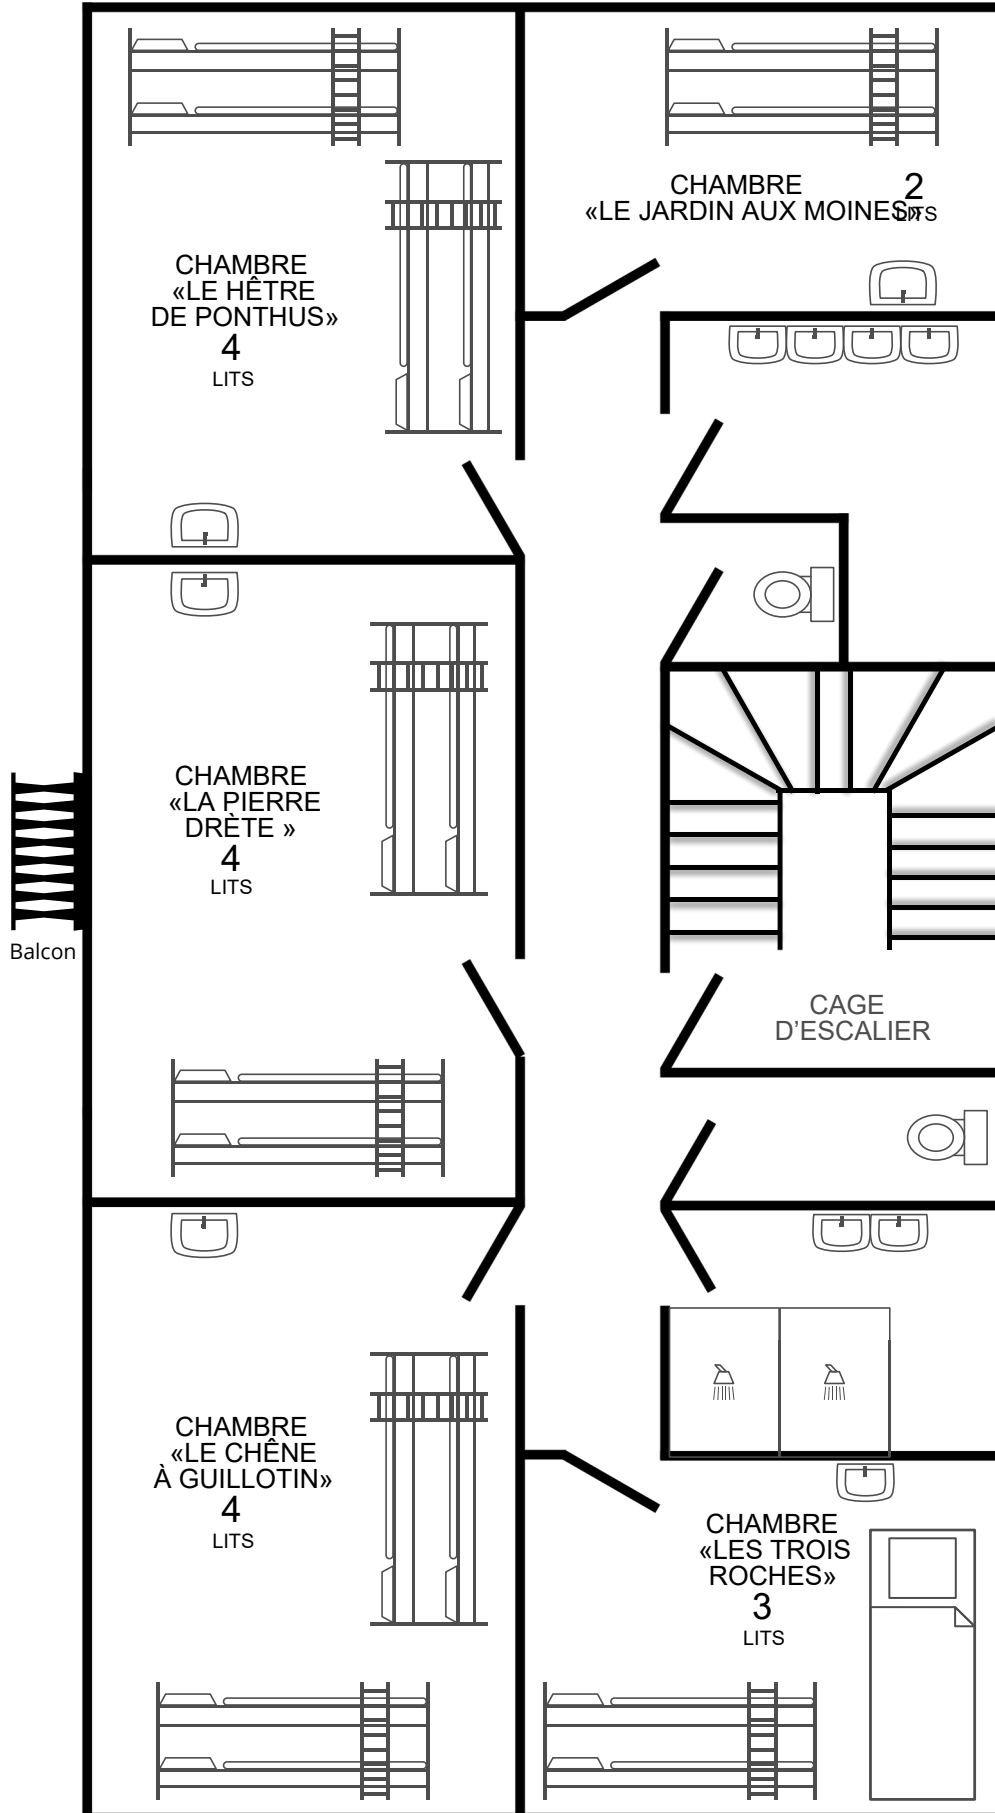 CHAMBRE
«LE JARDIN AUX MOINES»
2
LITS
CHAMBRE
«LE HÊTRE
DE PONTHUS»
4
LITS
CHAMBRE
«LA PIERRE
DRÈTE »
4
LITS
Balcon
CAGE
D’ESCALIER
CHAMBRE
«LE CHÊNE
À GUILLOTIN»
4
LITS
CHAMBRE
«LES TROIS
ROCHES»
3
LITS